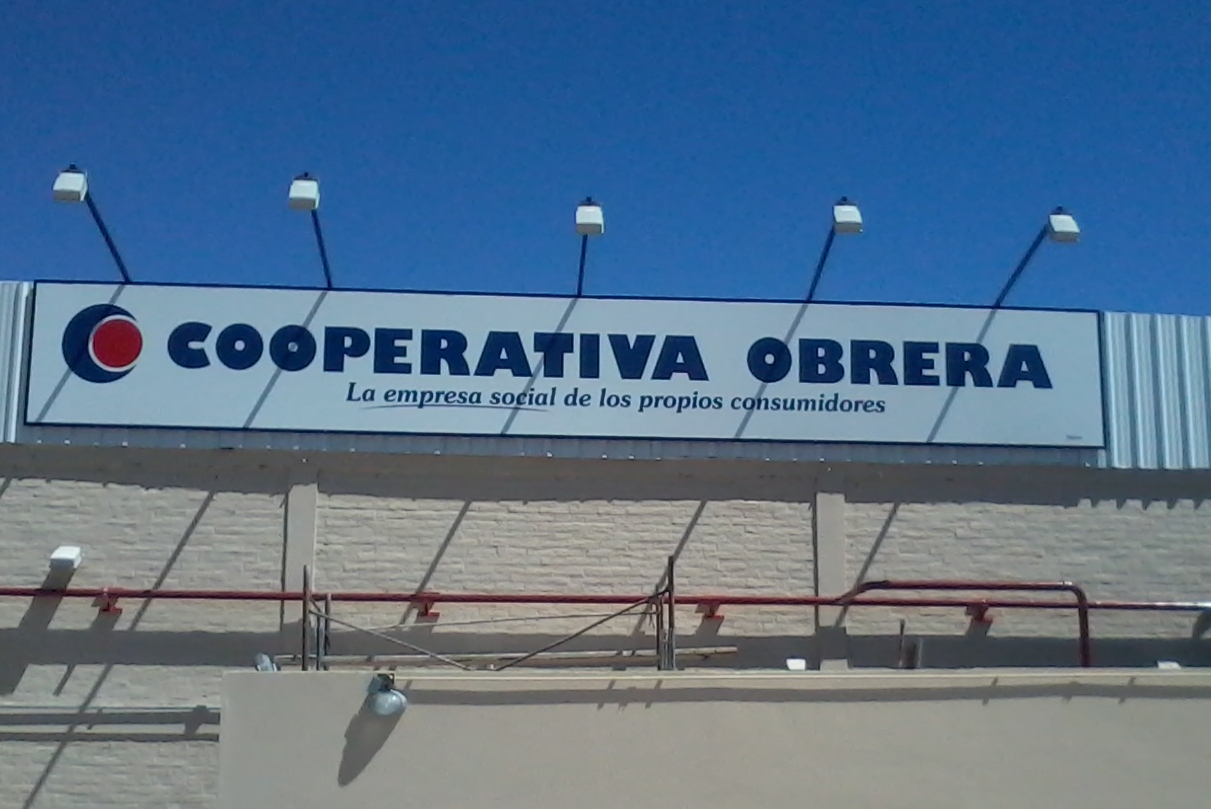 COOPERATIVA OBRERA
La empresa social de los propios consumidores